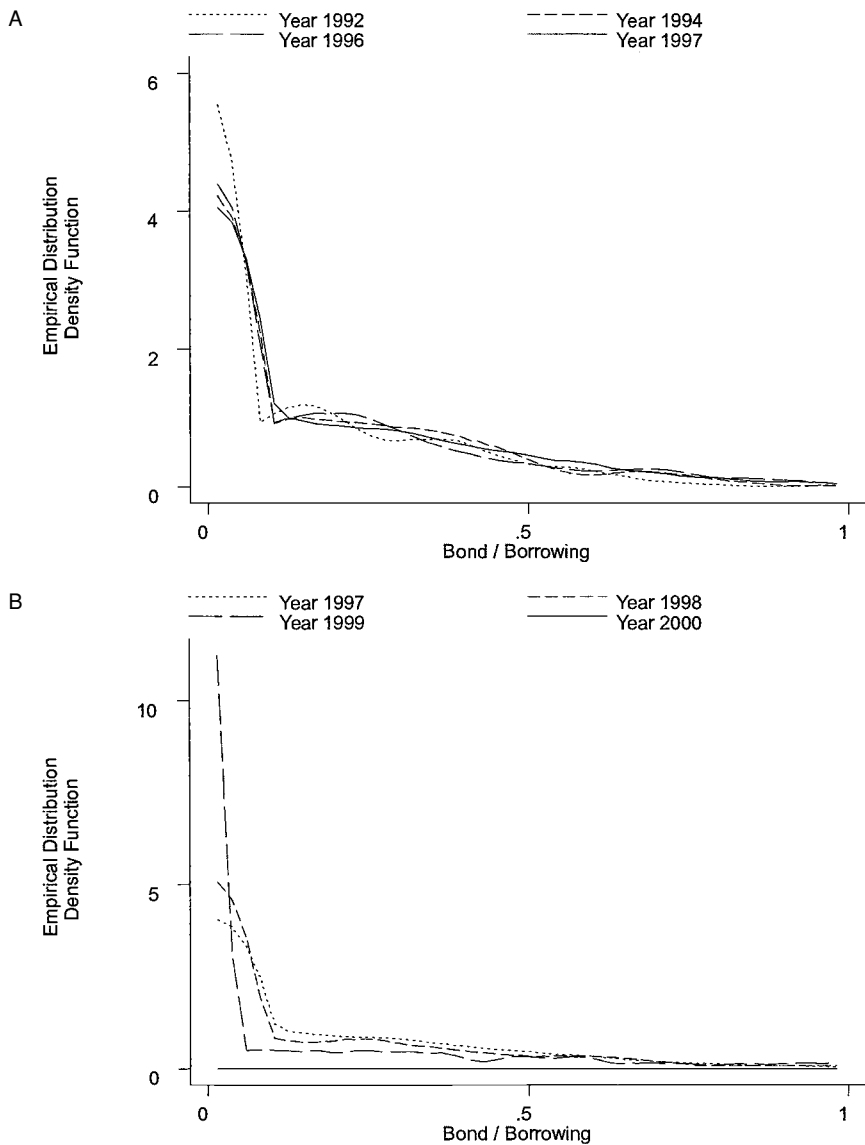 A
Year 1992
Year 1994
Year 1996
Year 1997
6
4
2
0
Empirical Distribution
Density Function
0
.5
1
Bond / Borrowing
B
Year 1997
Year 1998
Year 1999
Year 2000
10
5
0
Empirical Distribution
Density Function
0
.5
1
Bond / Borrowing